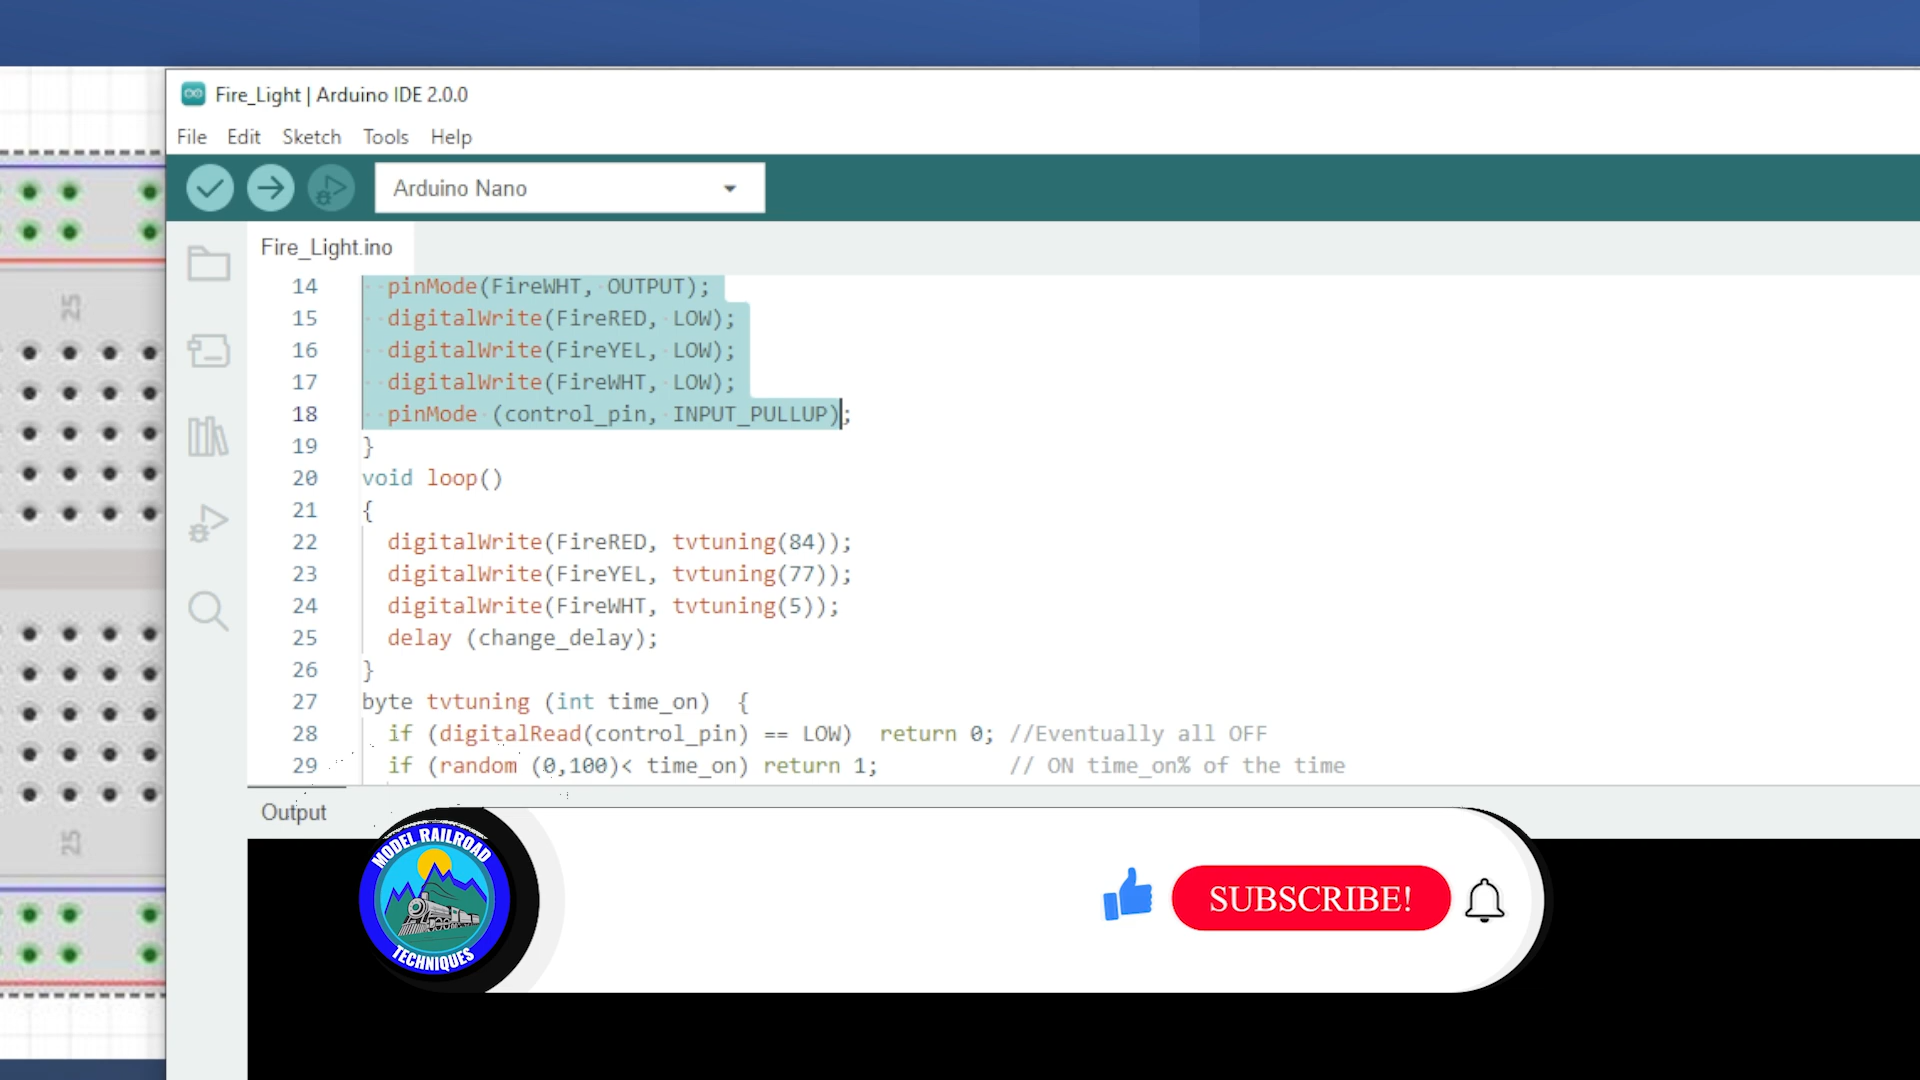 Fire_Light | Arduino IDE 2.0.0
File Edit Sketch Tools Help
Arduino Nano
Fire_Light.ino
25
14 pinMode(FireWHT, OUTPUT);
15 digitalWrite(FireRED, LOW);
16 digitalWrite(FireYEL, LOW);
17 digitalWrite(FireWHT, LOW);
18 pinMode (control_pin, INPUT_PULLUP);
19 }
20 void loop()
21 {
22 digitalWrite(FireRED, tvtuning(84));
23 digitalWrite(FireYEL, tvtuning(77));
24 digitalWrite(FireWHT, tvtuning(5));
25 delay (change_delay);
26 }
27 byte tvtuning (int time_on) {
28 if (digitalRead(control_pin) == LOW) return 0; //Eventually all OFF
29 if (random (0,100)< time_on) return 1; // ON time_on% of the time
Output
25
MODEL RAILROAD
TECHNIQUES
SUBSCRIBE!